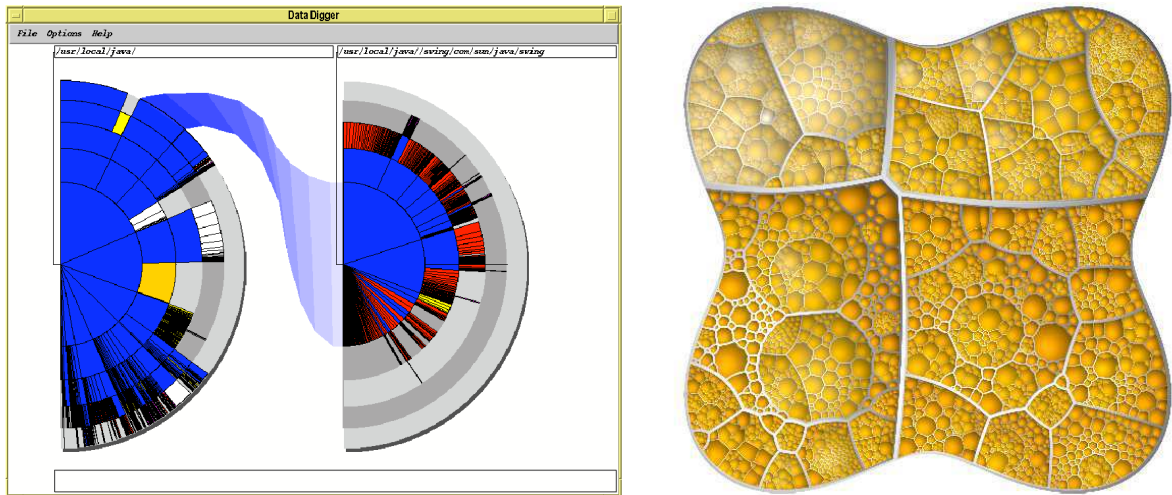 Data Digger
File Options Help
/usr/local/java/
/usr/local/java//swing/com/sun/java/swing